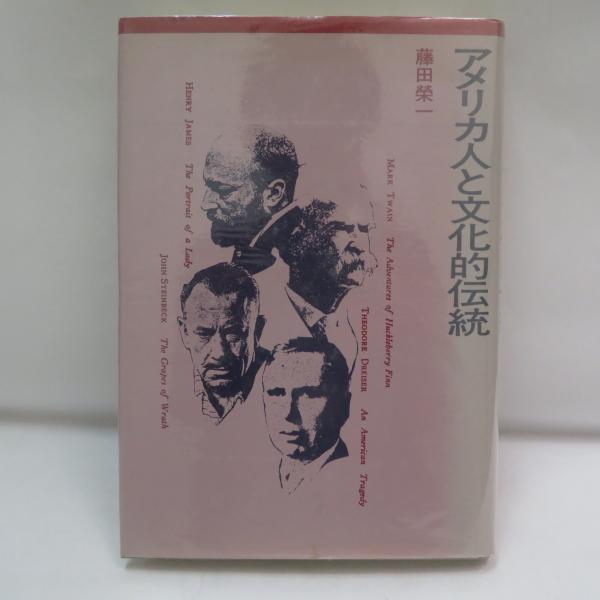 アメリカ人と文化的伝統
藤田榮一
MARK TWAIN The Adventures of Huckleberry Finn
THEODORE DREISER An American Tragedy
HENRY JAMES The Portrait of a Lady
JOHN STEINBECK The Grapes of Wrath